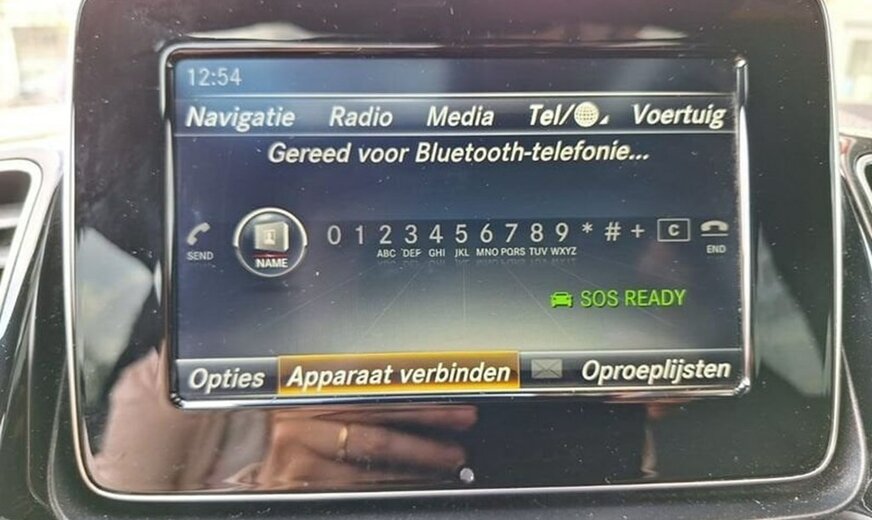 12:54
Navigatie Radio Media Tel/ Voertuig
Gereed voor Bluetooth-telefonie...
SEND NAME 0 1 2 3 4 5 6 7 8 9 * # + C END
ABC DEF GHI JKL MNO PQRS TUV WXYZ
SOS READY
Opties Apparaat verbinden Oproeplijsten